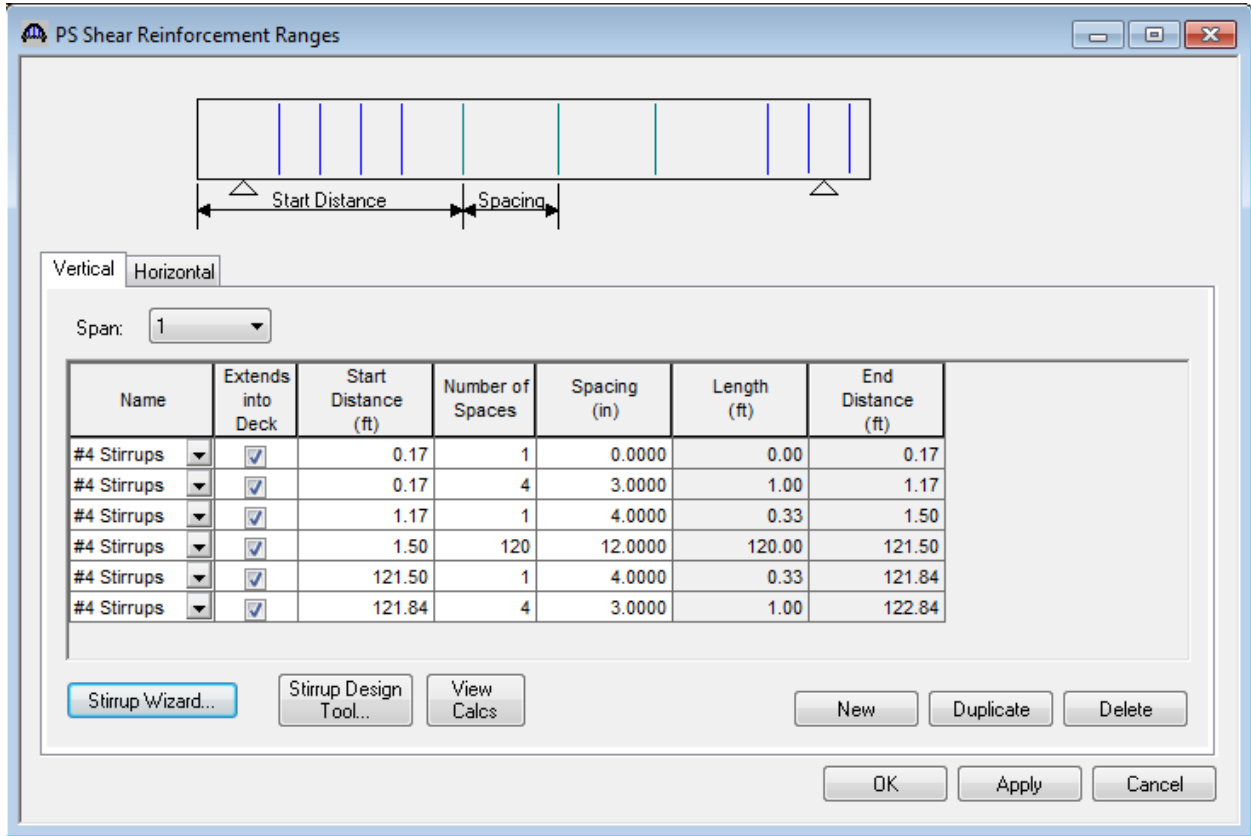 PS Shear Reinforcement Ranges
Start Distance
Spacing
Vertical
Horizontal
Span:
1
Name
Extends into Deck
Start Distance (ft)
Number of Spaces
Spacing (in)
Length (ft)
End Distance (ft)
#4 Stirrups 0.17 1 0.0000 0.00 0.17
#4 Stirrups 0.17 4 3.0000 1.00 1.17
#4 Stirrups 1.17 1 4.0000 0.33 1.50
#4 Stirrups 1.50 120 12.0000 120.00 121.50
#4 Stirrups 121.50 1 4.0000 0.33 121.84
#4 Stirrups 121.84 4 3.0000 1.00 122.84
Stirrup Wizard...
Stirrup Design
Tool...
View
Calcs
New
Duplicate
Delete
OK
Apply
Cancel